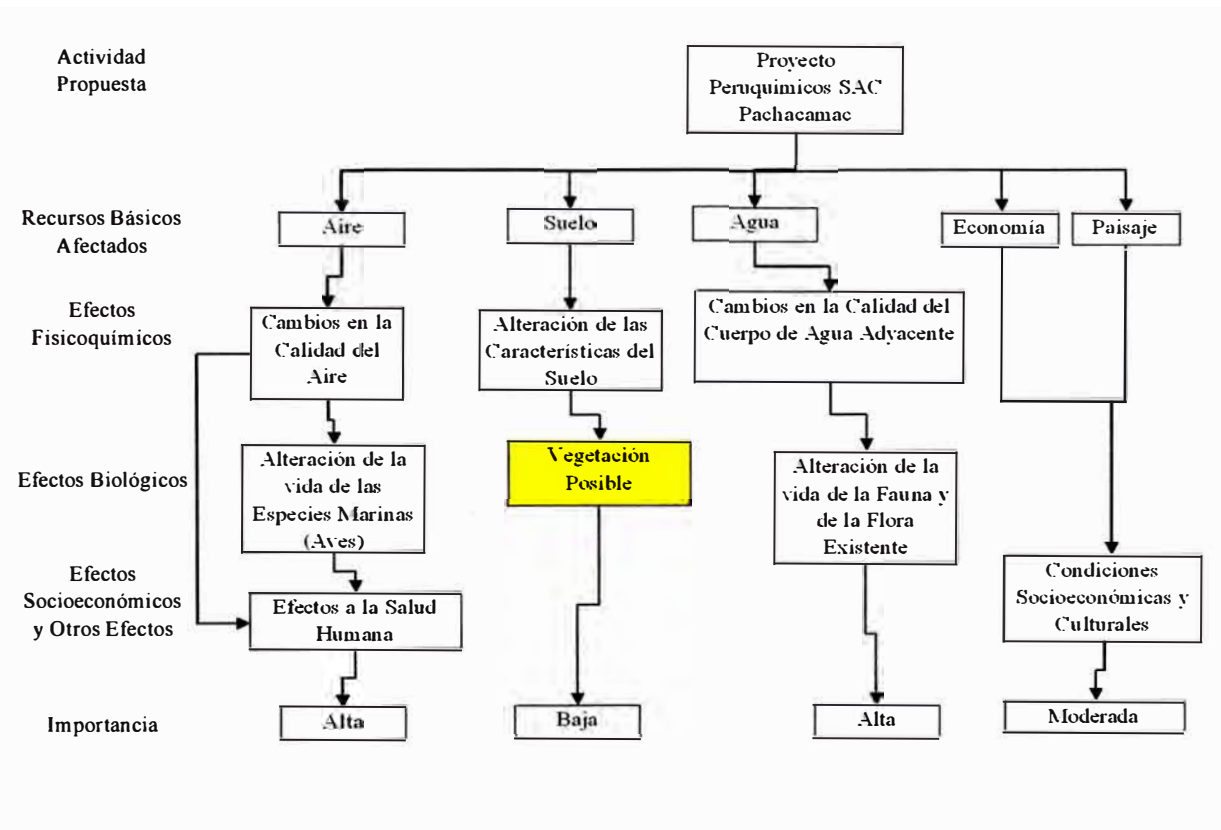 Actividad
Propuesta
Proyecto
Peruquimicos SAC
Pachacamac
Recursos Básicos
Afectados
Aire
Suelo
Agua
Economía
Paisaje
Efectos
Fisicoquímicos
Cambios en la
Calidad del
Aire
Alteración de las
Características del
Suelo
Cambios en la Calidad del
Cuerpo de Agua Adyacente
Efectos Biológicos
Alteración de la
vida de las
Especies Marinas
(Aves)
Vegetación
Posible
Alteración de la
vida de la Fauna y
de la Flora
Existente
Efectos
Socioeconómicos
y Otros Efectos
Efectos a la Salud
Humana
Condiciones
Socioeconómicas y
Culturales
Importancia
Alta
Baja
Alta
Moderada